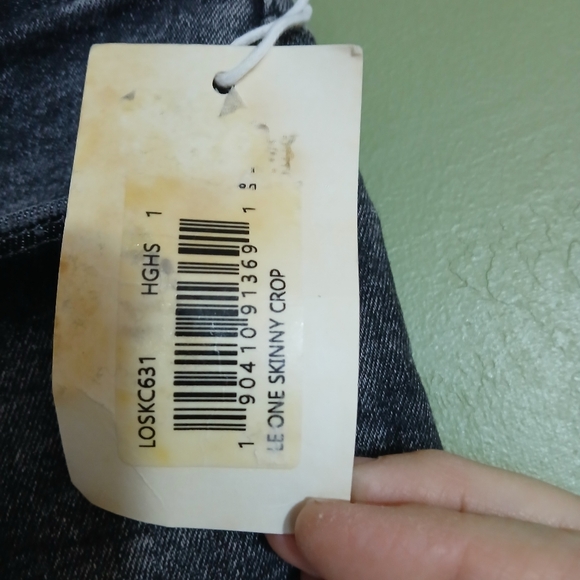 LOSKC631 HGHS 1
1 90410 91369 1
LE ONE SKINNY CROP